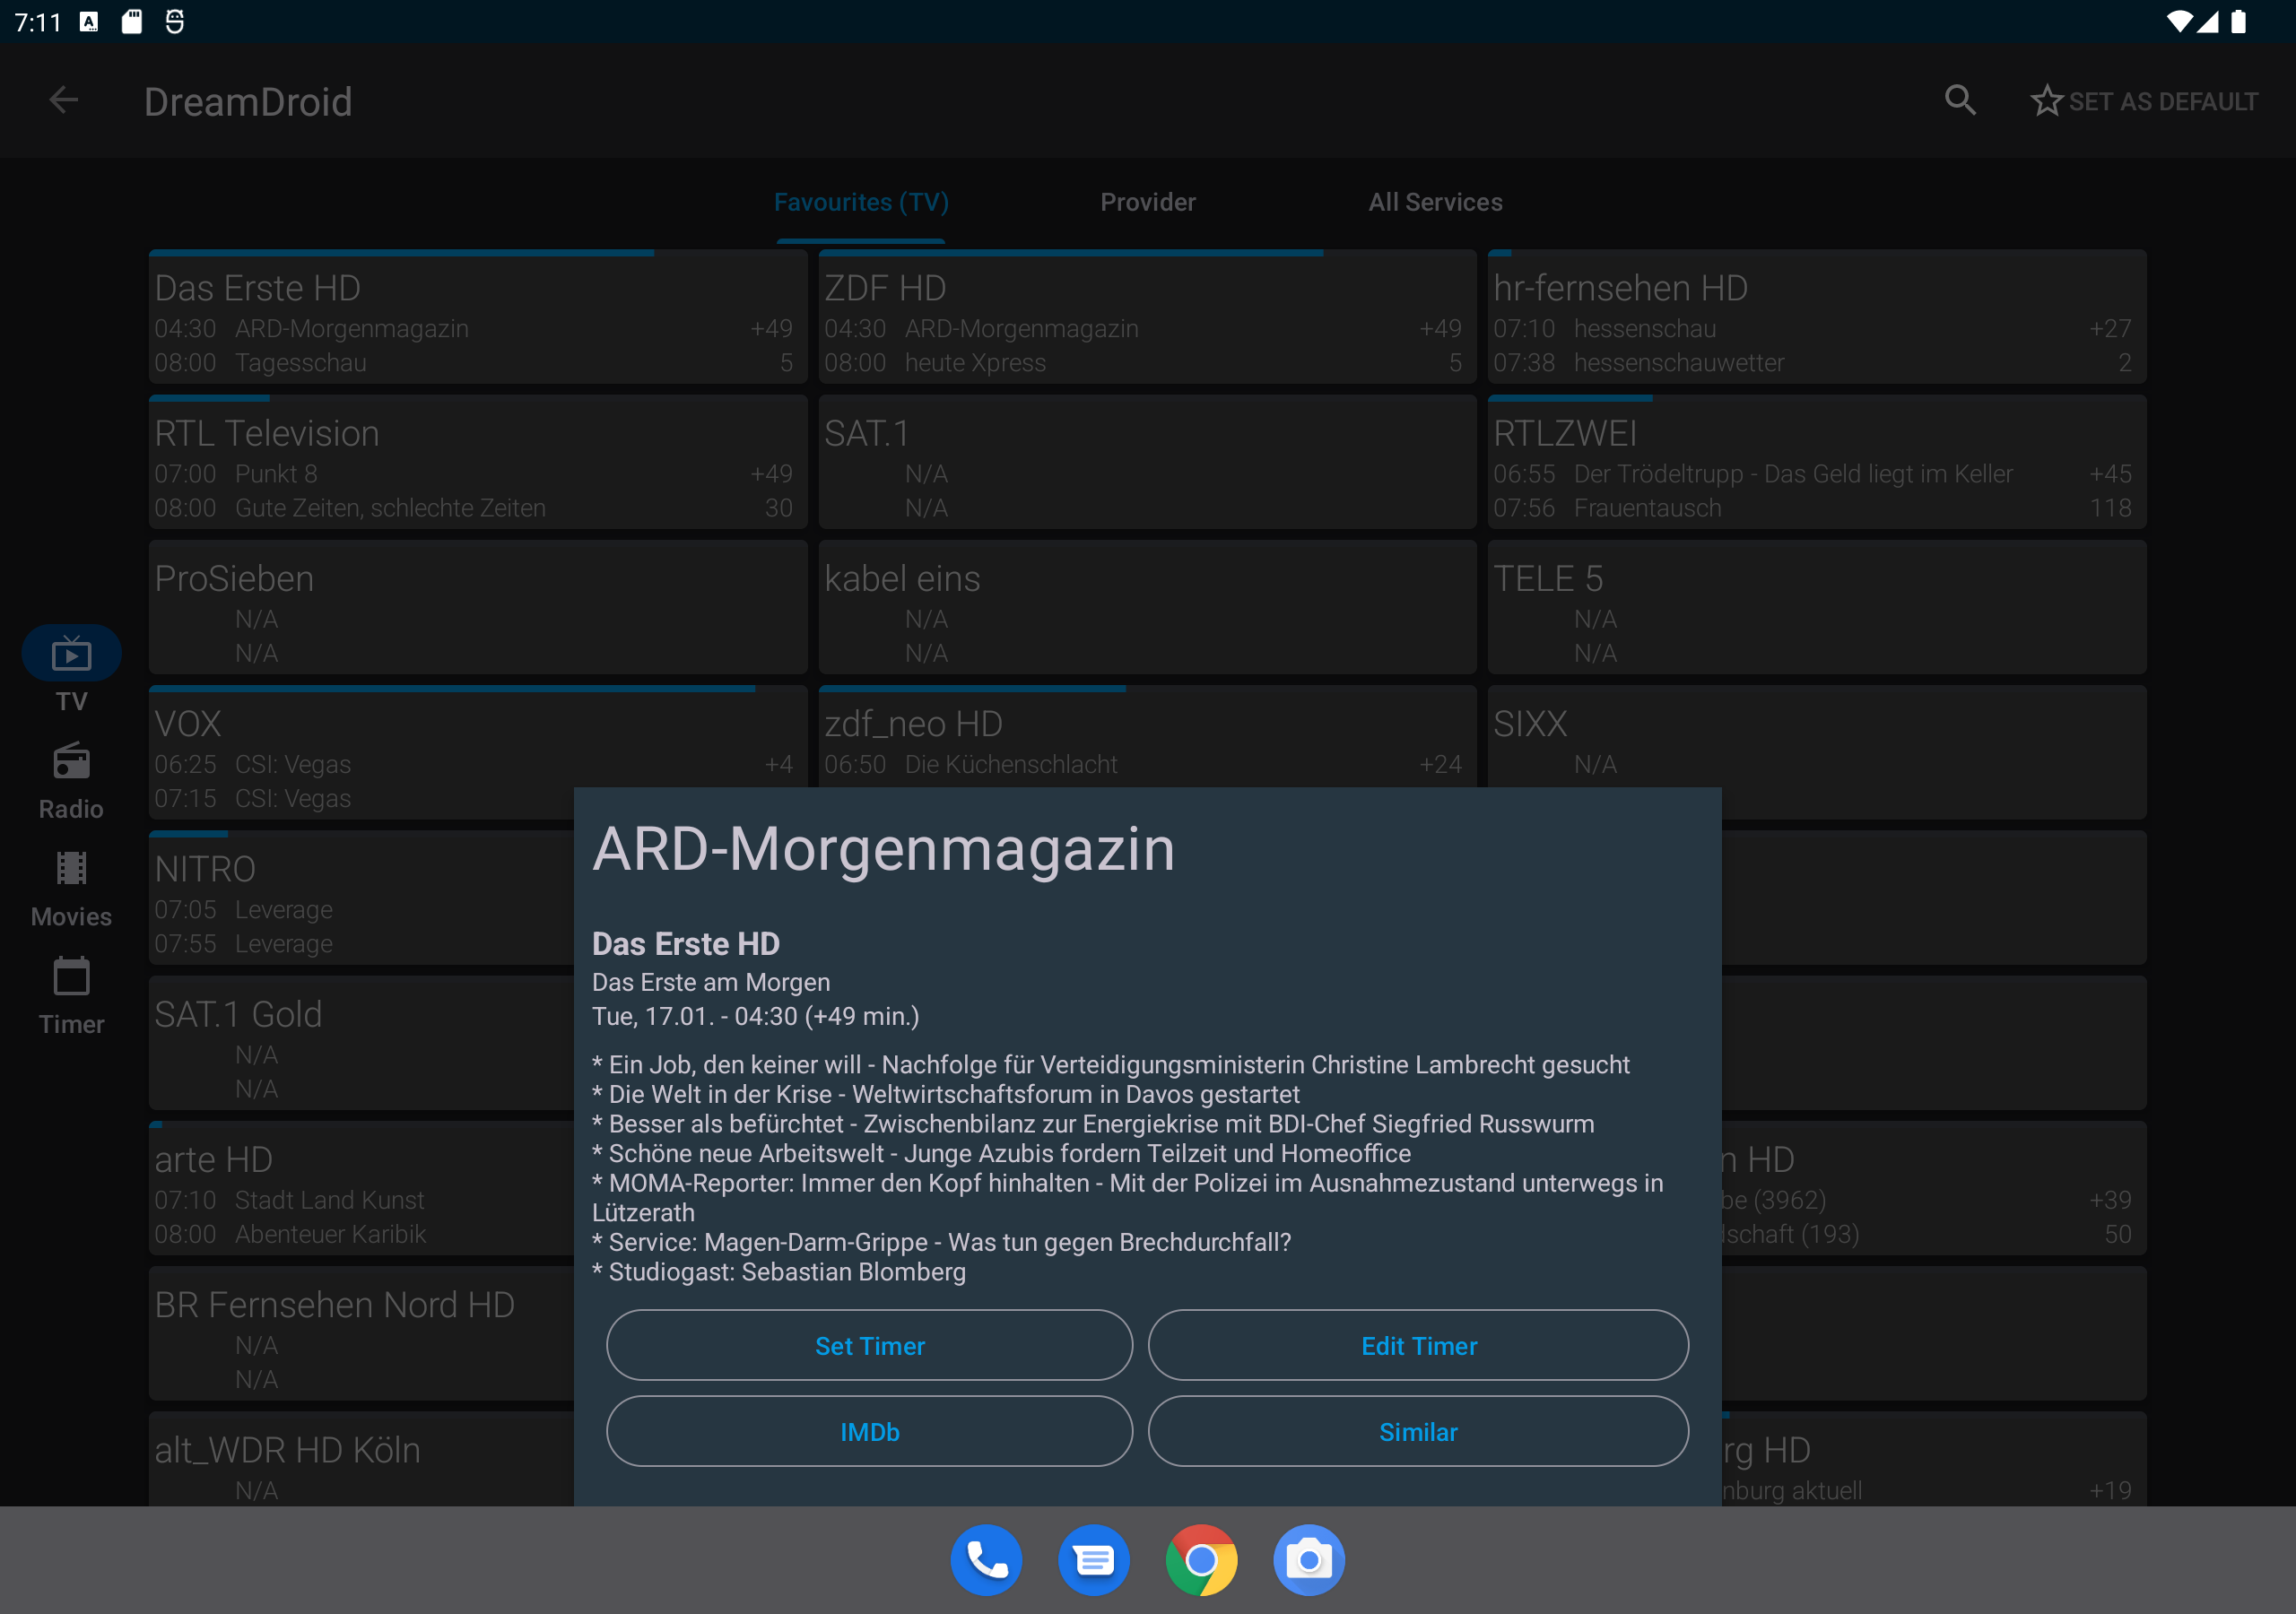 7:11
DreamDroid
SET AS DEFAULT
Favourites (TV) Provider All Services
Das Erste HD
04:30 ARD-Morgenmagazin +49
08:00 Tagesschau 5
ZDF HD
04:30 ARD-Morgenmagazin +49
08:00 heute Xpress 5
hr-fernsehen HD
07:10 hessenschau +27
07:38 hessenschauwetter 2
RTL Television
07:00 Punkt 8 +49
08:00 Gute Zeiten, schlechte Zeiten 30
SAT.1
N/A
N/A
RTLZWEI
06:55 Der Trödeltrupp - Das Geld liegt im Keller +45
07:56 Frauentausch 118
ProSieben
N/A
N/A
kabel eins
N/A
N/A
TELE 5
N/A
N/A
TV
Radio
Movies
Timer
VOX
06:25 CSI: Vegas +4
07:15 CSI: Vegas
zdf_neo HD
06:50 Die Küchenschlacht +24
SIXX
N/A
NITRO
07:05 Leverage
07:55 Leverage
SAT.1 Gold
N/A
N/A
arte HD
07:10 Stadt Land Kunst
08:00 Abenteuer Karibik
n HD
be (3962) +39
lschaft (193) 50
BR Fernsehen Nord HD
N/A
N/A
alt_WDR HD Köln
N/A
rg HD
nburg aktuell +19
ARD-Morgenmagazin
Das Erste HD
Das Erste am Morgen
Tue, 17.01. - 04:30 (+49 min.)
* Ein Job, den keiner will - Nachfolge für Verteidigungsministerin Christine Lambrecht gesucht
* Die Welt in der Krise - Weltwirtschaftsforum in Davos gestartet
* Besser als befürchtet - Zwischenbilanz zur Energiekrise mit BDI-Chef Siegfried Russwurm
* Schöne neue Arbeitswelt - Junge Azubis fordern Teilzeit und Homeoffice
* MOMA-Reporter: Immer den Kopf hinhalten - Mit der Polizei im Ausnahmezustand unterwegs in
Lützerath
* Service: Magen-Darm-Grippe - Was tun gegen Brechdurchfall?
* Studiogast: Sebastian Blomberg
Set Timer Edit Timer
IMDb Similar